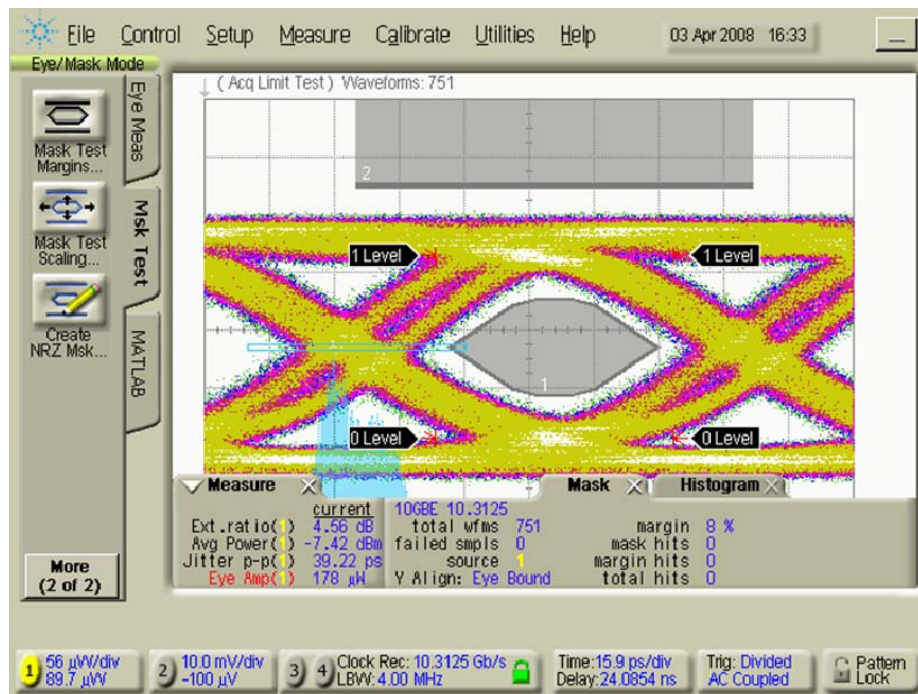 File Control Setup Measure Calibrate Utilities Help 03 Apr 2008 16:33
Eye/Mask Mode
( Acq Limit Test ) Waveforms: 751
Eye Meas
Mask Test
Margins...
Msk Test
Mask Test
Scaling...
Create
NRZ Msk...
MATLAB
2
1 Level 1 Level
1
0 Level 0 Level
More
(2 of 2)
Measure Mask Histogram
current
Ext.ratio(1) 4.56 dB
Avg Power(1) -7.42 dBm
Jitter p-p(1) 39.22 ps
Eye Amp(1) 178 µW
10GBE 10.3125
total wfms 751 margin 8 %
failed smpls 0 mask hits 0
source 1 margin hits 0
Y Align: Eye Bound total hits 0
1 56 µW/div
89.7 µW
2 10.0 mV/div
-100 µV
3 4 Clock Rec: 10.3125 Gb/s
LBW: 4.00 MHz
Time:15.9 ps/div
Delay:24.0854 ns
Trig: Divided
AC Coupled
Pattern
Lock